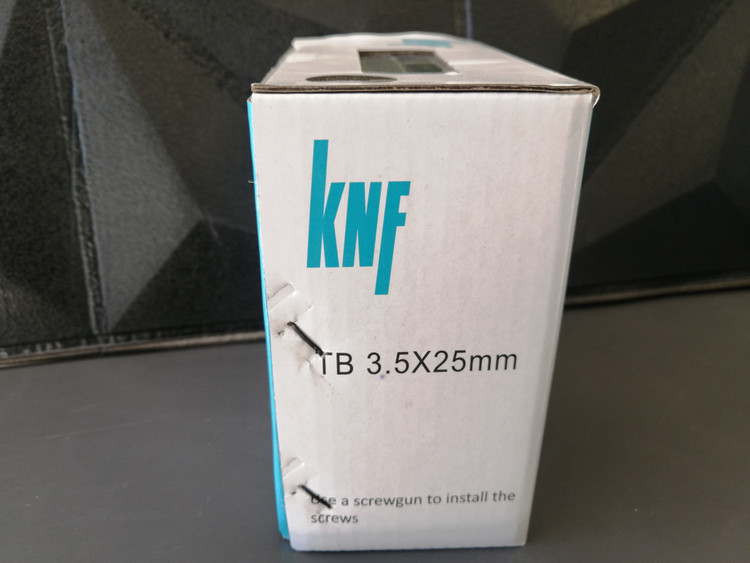 KNF
TB 3.5X25mm
Use a screwgun to install the
screws